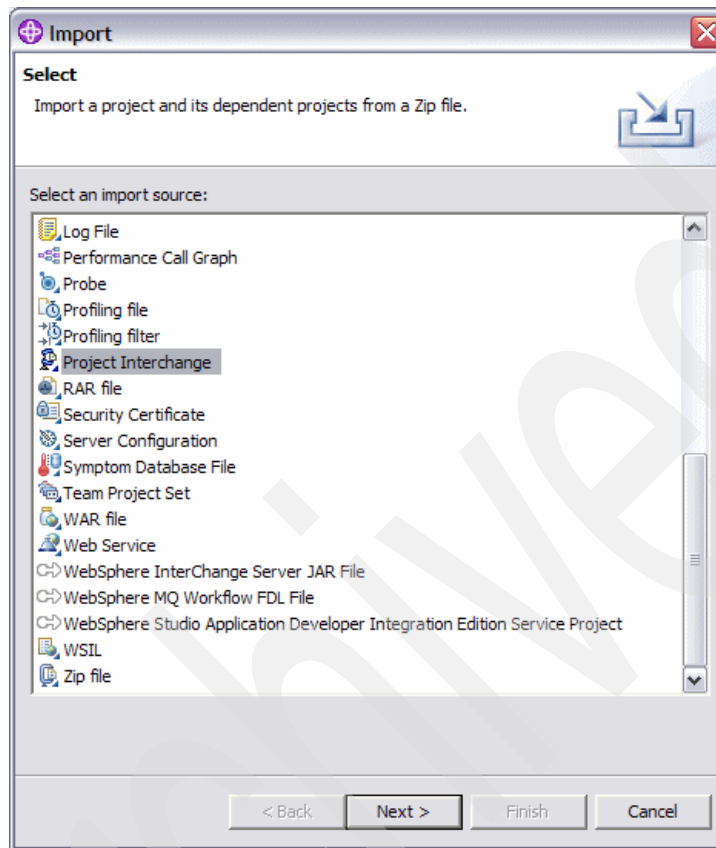 Import
Select
Import a project and its dependent projects from a Zip file.
Select an import source:
Log File
Performance Call Graph
Probe
Profiling file
Profiling filter
Project Interchange
RAR file
Security Certificate
Server Configuration
Symptom Database File
Team Project Set
WAR file
Web Service
WebSphere InterChange Server JAR File
WebSphere MQ Workflow FDL File
WebSphere Studio Application Developer Integration Edition Service Project
WSIL
Zip file
< Back Next > Finish Cancel